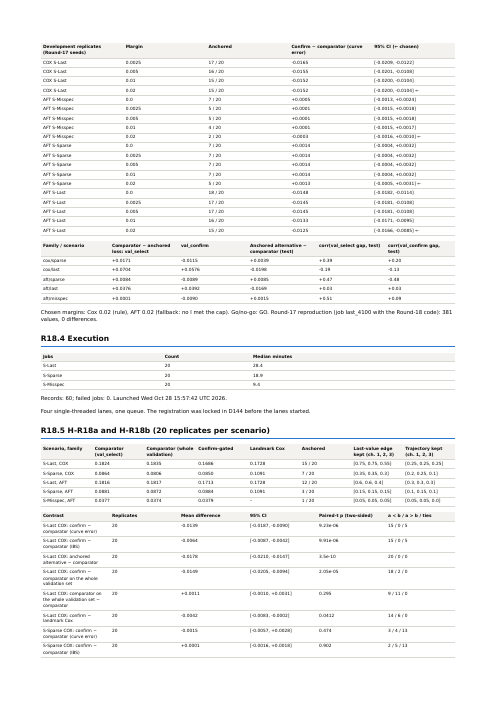 Development replicates (Round-17 seeds) Margin Anchored Confirm − comparator (curve error) 95% CI (← chosen)
COX S-Last 0.0025 17 / 20 -0.0165 [-0.0209, -0.0122]
COX S-Last 0.005 16 / 20 -0.0155 [-0.0201, -0.0108]
COX S-Last 0.01 15 / 20 -0.0152 [-0.0200, -0.0104]
COX S-Last 0.02 15 / 20 -0.0152 [-0.0200, -0.0104] ←
AFT S-Misspec 0.0 7 / 20 +0.0005 [-0.0013, +0.0024]
AFT S-Misspec 0.0025 5 / 20 +0.0001 [-0.0015, +0.0018]
AFT S-Misspec 0.005 5 / 20 +0.0001 [-0.0015, +0.0018]
AFT S-Misspec 0.01 4 / 20 +0.0001 [-0.0015, +0.0017]
AFT S-Misspec 0.02 2 / 20 -0.0003 [-0.0016, +0.0010] ←
AFT S-Sparse 0.0 7 / 20 +0.0014 [-0.0004, +0.0032]
AFT S-Sparse 0.0025 7 / 20 +0.0014 [-0.0004, +0.0032]
AFT S-Sparse 0.005 7 / 20 +0.0014 [-0.0004, +0.0032]
AFT S-Sparse 0.01 7 / 20 +0.0014 [-0.0004, +0.0032]
AFT S-Sparse 0.02 5 / 20 +0.0013 [-0.0005, +0.0031] ←
AFT S-Last 0.0 18 / 20 -0.0148 [-0.0182, -0.0114]
AFT S-Last 0.0025 17 / 20 -0.0145 [-0.0181, -0.0108]
AFT S-Last 0.005 17 / 20 -0.0145 [-0.0181, -0.0108]
AFT S-Last 0.01 16 / 20 -0.0133 [-0.0171, -0.0095]
AFT S-Last 0.02 15 / 20 -0.0125 [-0.0166, -0.0085] ←
Family / scenario Comparator − anchored loss: val_select val_confirm Anchored alternative − comparator (test) corr(val_select gap, test) corr(val_confirm gap, test)
cox/sparse +0.0171 -0.0115 +0.0039 +0.39 +0.20
cox/last +0.0704 +0.0576 -0.0198 -0.19 -0.13
aft/sparse +0.0084 -0.0089 +0.0055 +0.47 -0.48
aft/last +0.0376 +0.0392 -0.0169 +0.03 +0.03
aft/misspec +0.0001 -0.0090 +0.0015 +0.51 +0.09
Chosen margins: Cox 0.02 (rule), AFT 0.02 (fallback: no l met the cap). Go/no-go: GO. Round-17 reproduction (job last_4100 with the Round-18 code): 381
values, 0 differences.
R18.4 Execution
Jobs Count Median minutes
S-Last 20 28.4
S-Sparse 20 18.9
S-Misspec 20 9.4
Records: 60; failed jobs: 0. Launched Wed Oct 28 15:57:42 UTC 2026.
Four single-threaded lanes, one queue. The registration was locked in D144 before the lanes started.
R18.5 H-R18a and H-R18b (20 replicates per scenario)
Scenario, family Comparator (val_select) Comparator (whole validation) Confirm-gated Landmark Cox Anchored Last-value edge kept (ch. 1, 2, 3) Trajectory kept (ch. 1, 2, 3)
S-Last, COX 0.1824 0.1835 0.1686 0.1728 15 / 20 [0.75, 0.75, 0.55] [0.25, 0.25, 0.25]
S-Sparse, COX 0.0864 0.0806 0.0850 0.1091 7 / 20 [0.35, 0.35, 0.3] [0.2, 0.1, 0.2]
S-Last, AFT 0.1816 0.1817 0.1713 0.1728 12 / 20 [0.6, 0.6, 0.4] [0.3, 0.3, 0.3]
S-Sparse, AFT 0.0881 0.0872 0.0884 0.1091 3 / 20 [0.15, 0.15, 0.15] [0.1, 0.15, 0.1]
S-Misspec, AFT 0.0377 0.0374 0.0379 – 1 / 20 [0.05, 0.05, 0.05] [0.05, 0.05, 0.0]
Contrast Replicates Mean difference 95% CI Paired-t p (two-sided) a < b / a > b / ties
S-Last COX: confirm − comparator (curve error) 20 -0.0139 [-0.0187, -0.0090] 9.23e-06 15 / 0 / 5
S-Last COX: confirm − comparator (IBS) 20 -0.0064 [-0.0087, -0.0042] 9.91e-06 15 / 0 / 5
S-Last COX: anchored alternative − comparator 20 -0.0178 [-0.0210, -0.0147] 3.5e-10 20 / 0 / 0
S-Last COX: confirm − comparator on the whole validation set 20 -0.0149 [-0.0205, -0.0094] 2.05e-05 18 / 2 / 0
S-Last COX: comparator on the whole validation set − comparator 20 +0.0011 [-0.0010, +0.0031] 0.295 9 / 11 / 0
S-Last COX: confirm − landmark Cox 20 -0.0042 [-0.0083, -0.0002] 0.0412 14 / 6 / 0
S-Sparse COX: confirm − comparator (curve error) 20 -0.0015 [-0.0057, +0.0028] 0.474 3 / 4 / 13
S-Sparse COX: confirm − comparator (IBS) 20 +0.0001 [-0.0016, +0.0018] 0.902 2 / 5 / 13